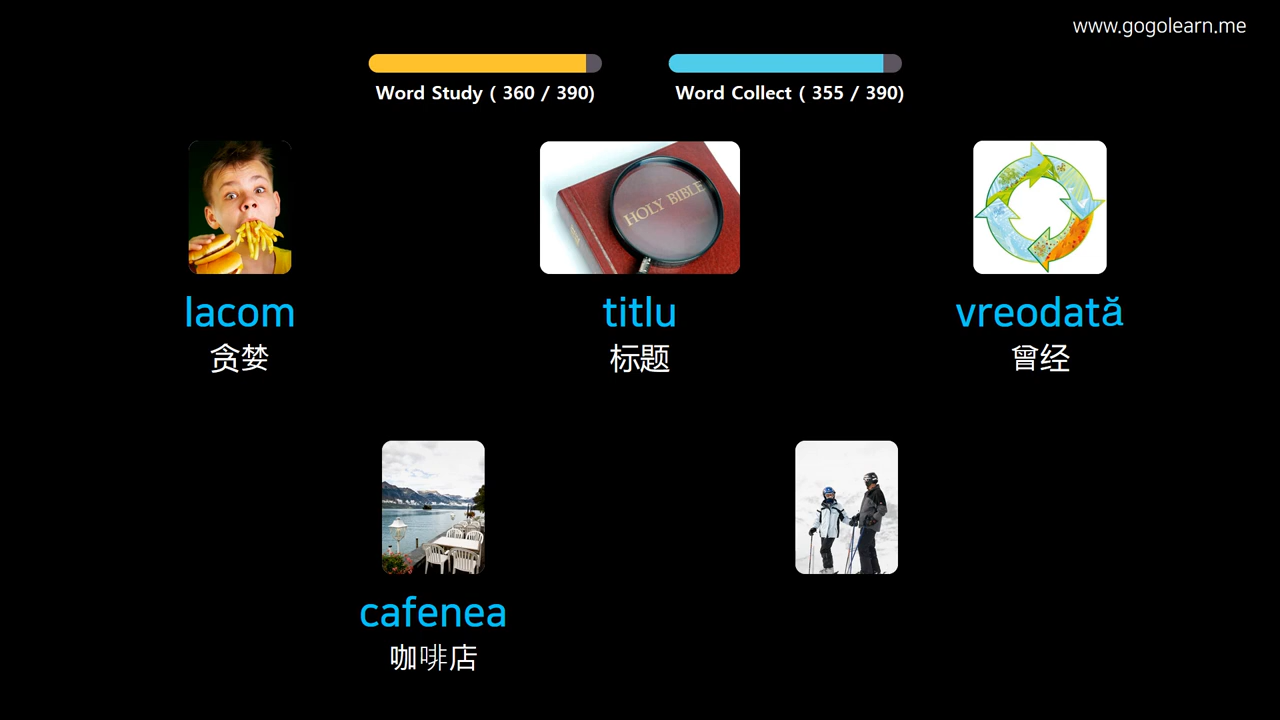 www.gogolearn.me
Word Study ( 360 / 390)
Word Collect ( 355 / 390)
HOLY BIBLE
lacom
titlu
vreodată
贪婪
标题
曾经
cafenea
咖啡店